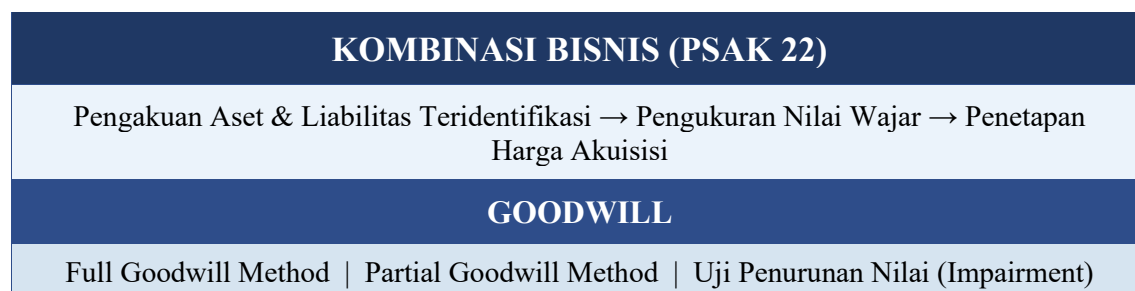 KOMBINASI BISNIS (PSAK 22)
Pengakuan Aset & Liabilitas Teridentifikasi → Pengukuran Nilai Wajar → Penetapan
Harga Akuisisi
GOODWILL
Full Goodwill Method | Partial Goodwill Method | Uji Penurunan Nilai (Impairment)